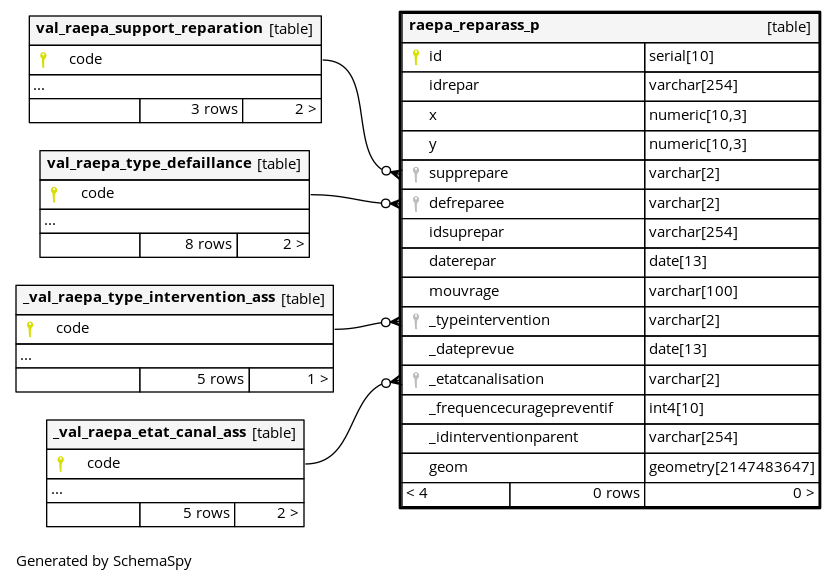 val_raepa_support_reparation [table]
code
...
3 rows 2 >
val_raepa_type_defaillance [table]
code
...
8 rows 2 >
_val_raepa_type_intervention_ass [table]
code
...
5 rows 1 >
_val_raepa_etat_canal_ass [table]
code
...
5 rows 2 >
raepa_reparass_p [table]
id serial[10]
idrepar varchar[254]
x numeric[10,3]
y numeric[10,3]
supprepare varchar[2]
defreparee varchar[2]
idsuprepar varchar[254]
daterepar date[13]
mouvrage varchar[100]
_typeintervention varchar[2]
_dateprevue date[13]
_etatcanalisation varchar[2]
_frequencecuragepreventif int4[10]
_idinterventionparent varchar[254]
geom geometry[2147483647]
< 4 0 rows 0 >
Generated by SchemaSpy